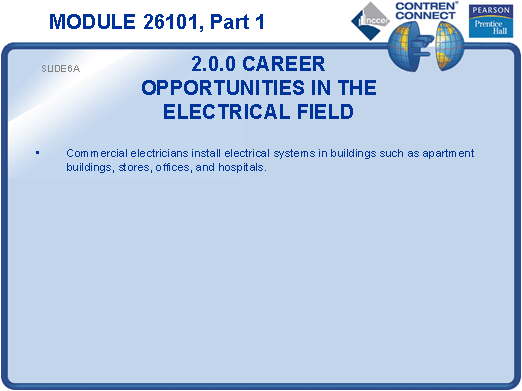 MODULE 26101, Part 1
nccer
CONTREN®
CONNECT
PEARSON
Prentice
Hall
SLIDE 6A
2.0.0 CAREER
OPPORTUNITIES IN THE
ELECTRICAL FIELD
• Commercial electricians install electrical systems in buildings such as apartment
buildings, stores, offices, and hospitals.